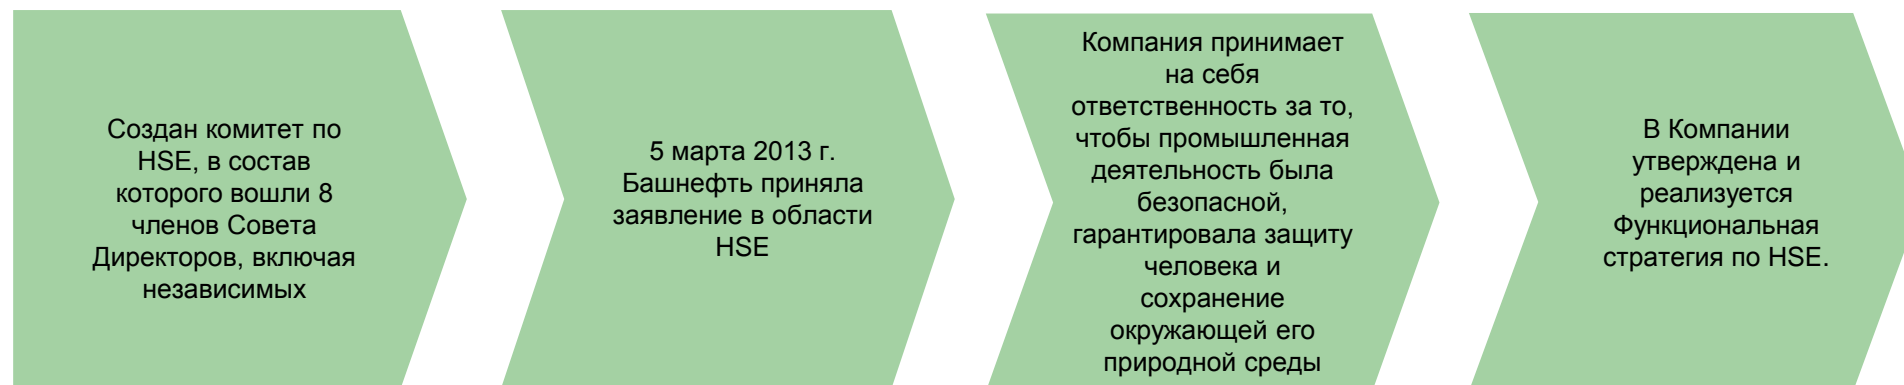 Создан комитет по
HSE, в состав
которого вошли 8
членов Совета
Директоров, включая
независимых
5 марта 2013 г.
Башнефть приняла
заявление в области
HSE
Компания принимает
на себя
ответственность за то,
чтобы промышленная
деятельность была
безопасной,
гарантировала защиту
человека и
сохранение
окружающей его
природной среды
В Компании
утверждена и
реализуется
Функциональная
стратегия по HSE.